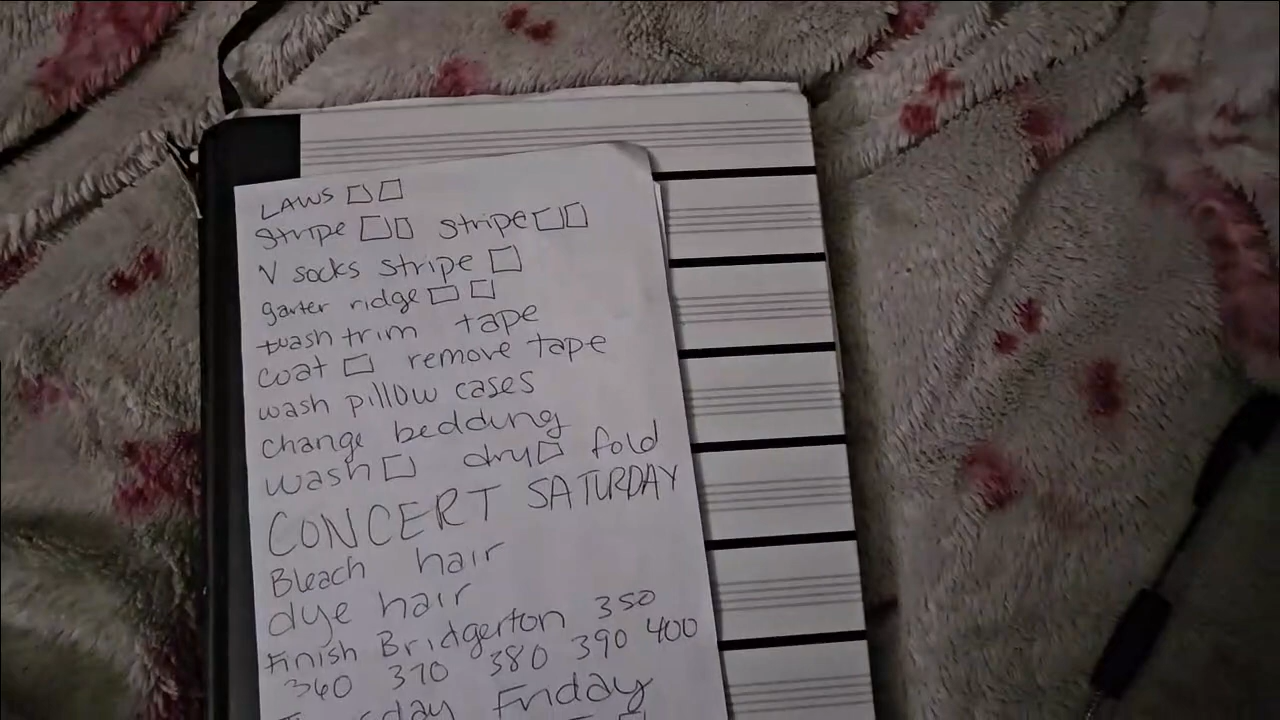 LAWS □ □
Stripe □□ stripe □□
V socks stripe □
garter ridge □ □
wash trim tape
coat □ remove tape
wash pillow cases
change bedding
wash □ dry □ fold
CONCERT SATURDAY
Bleach hair
dye hair
Finish Bridgerton 350
360 370 380 390 400
Friday